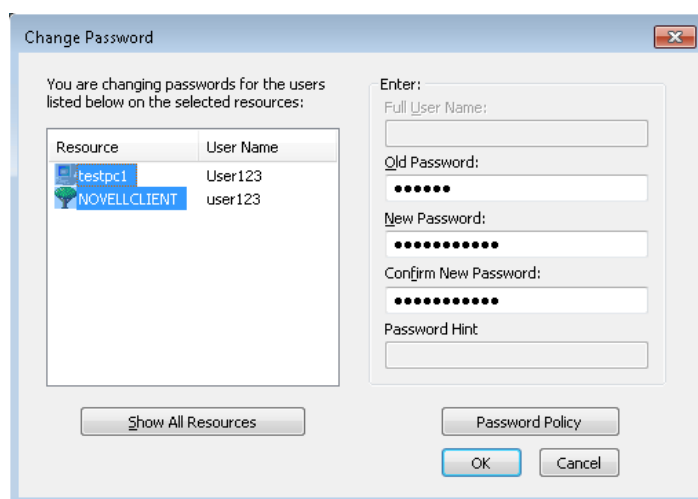 Change Password
You are changing passwords for the users
listed below on the selected resources:
Resource User Name
testpc1 User123
NOVELLCLIENT user123
Show All Resources
Enter:
Full User Name:
Old Password:
●●●●●●
New Password:
●●●●●●●●●●●
Confirm New Password:
●●●●●●●●●●●
Password Hint
Password Policy
OK Cancel